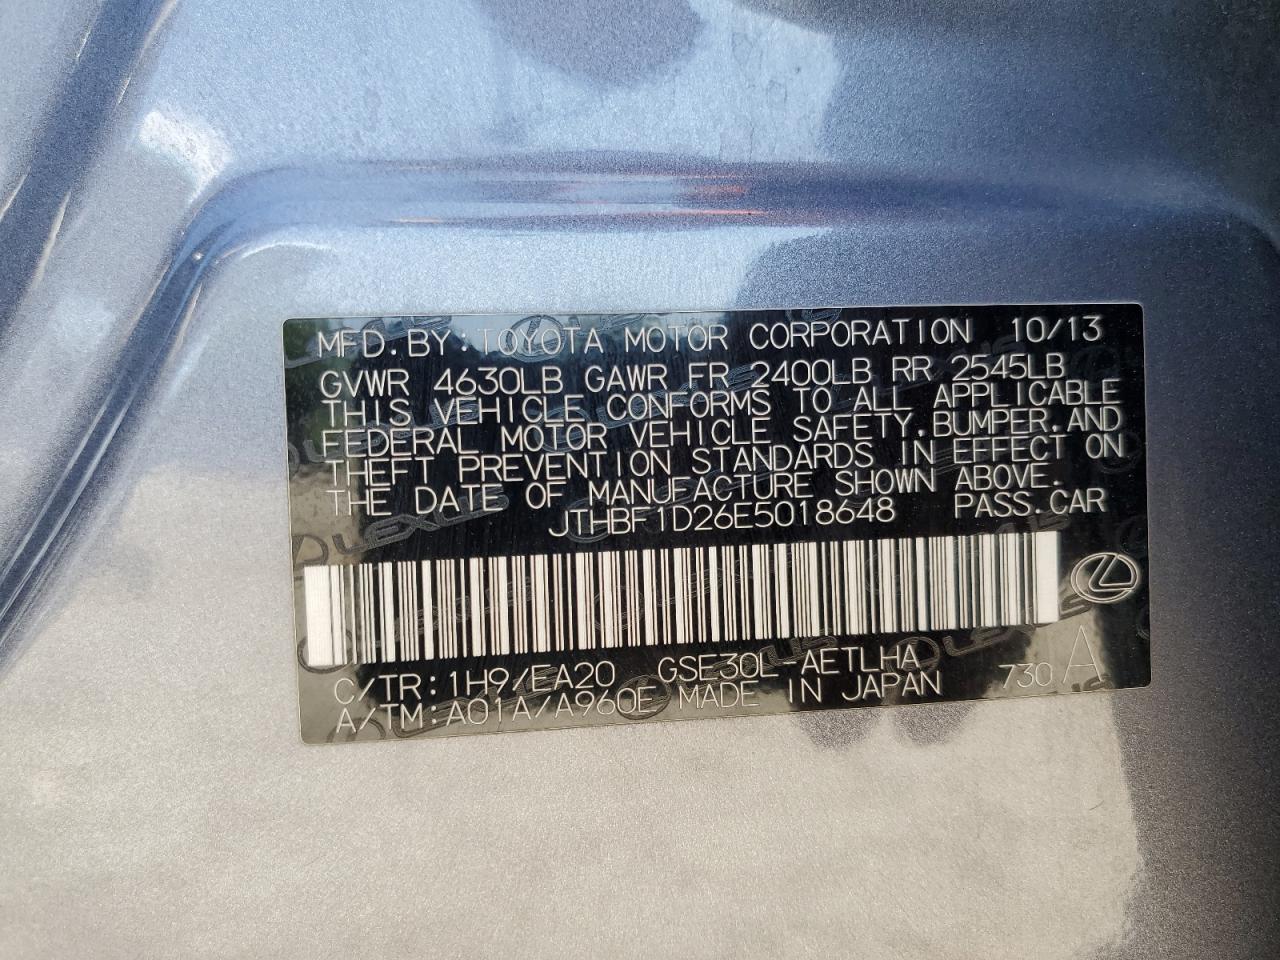 MFD. BY: TOYOTA MOTOR CORPORATION 10/13
GVWR 4630LB GAWR FR 2400LB RR 2545LB
THIS VEHICLE CONFORMS TO ALL APPLICABLE
FEDERAL MOTOR VEHICLE SAFETY, BUMPER, AND
THEFT PREVENTION STANDARDS IN EFFECT ON
THE DATE OF MANUFACTURE SHOWN ABOVE.
JTHBF1D26E5018648 PASS. CAR
C/TR: 1H9/EA20 GSE30L-AETLHA 730 A
A/TM: A01A/A960E MADE IN JAPAN
LEXUS